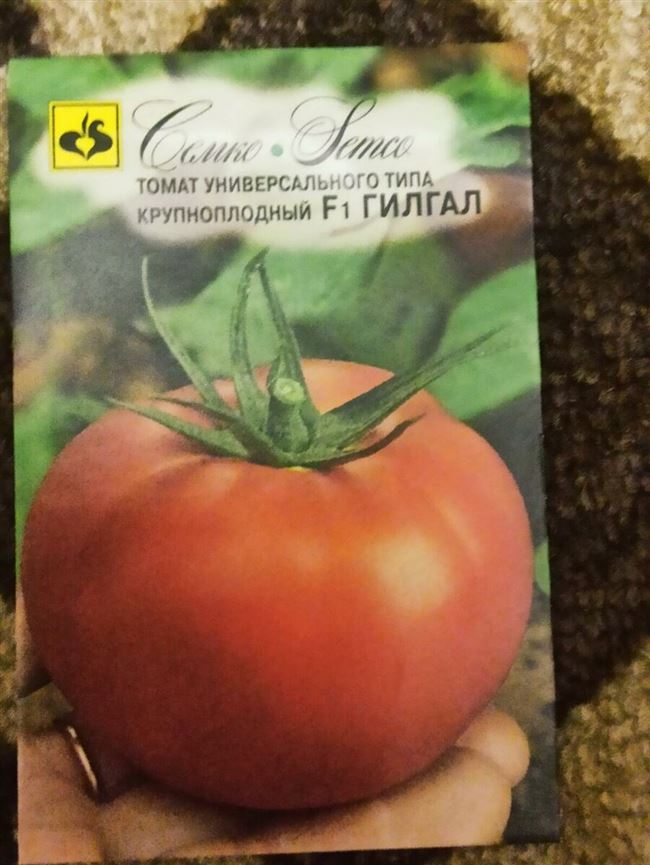 Семко • Semco
ТОМАТ УНИВЕРСАЛЬНОГО ТИПА
КРУПНОПЛОДНЫЙ F1 ГИЛГАЛ